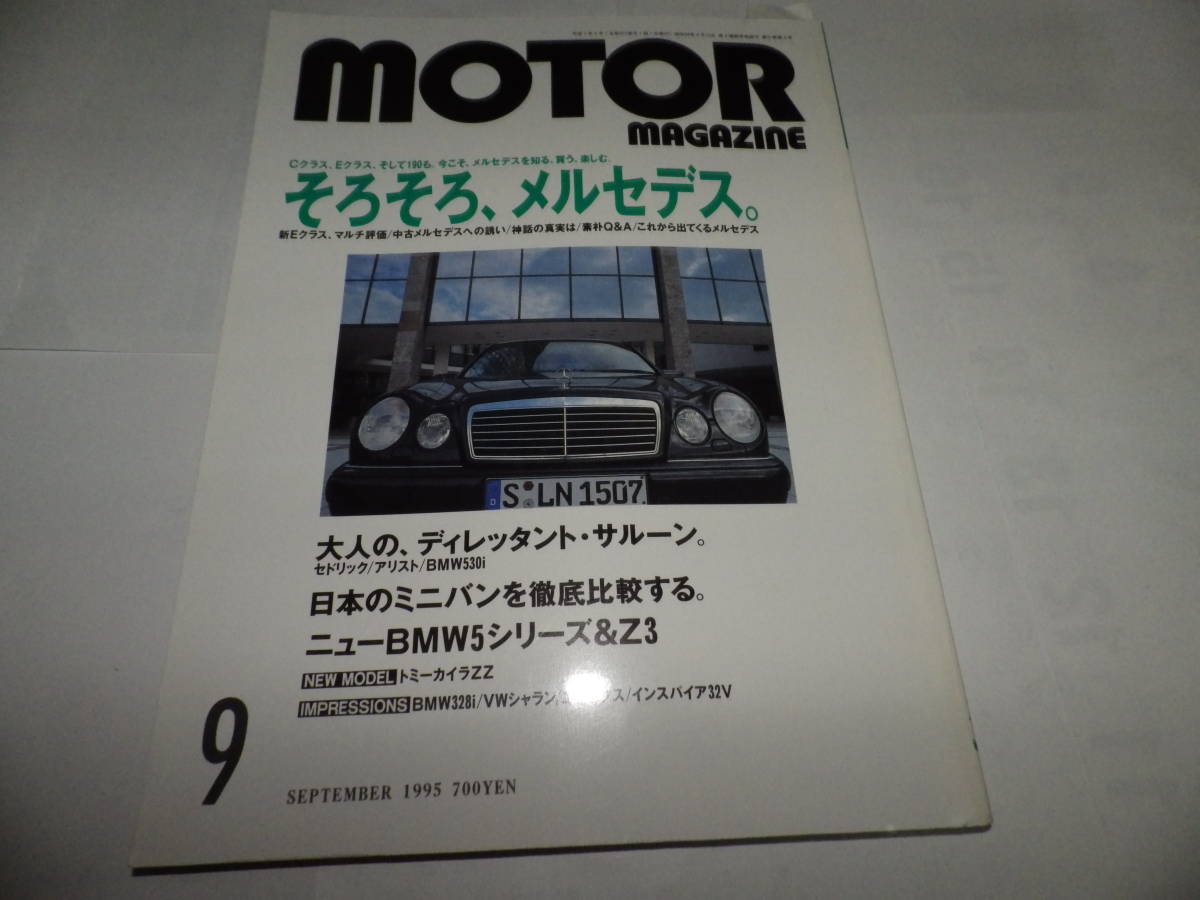 MOTOR
MAGAZINE
Cクラス、Eクラス、そして190も。今こそ、メルセデスを知る、買う、楽しむ。
そろそろ、メルセデス。
新Eクラス、マルチ評価/中古メルセデスへの誘い/神話の真実は/素朴Q&A/これから出てくるメルセデス
D S LN 1507
大人の、ディレッタント・サルーン。
セドリック/アリスト/BMW530i
日本のミニバンを徹底比較する。
ニューBMW5シリーズ&Z3
NEW MODEL トミーカイラZZ
IMPRESSIONS BMW328i/VWシャラン/ス/インスパイア32V
9
SEPTEMBER 1995 700YEN